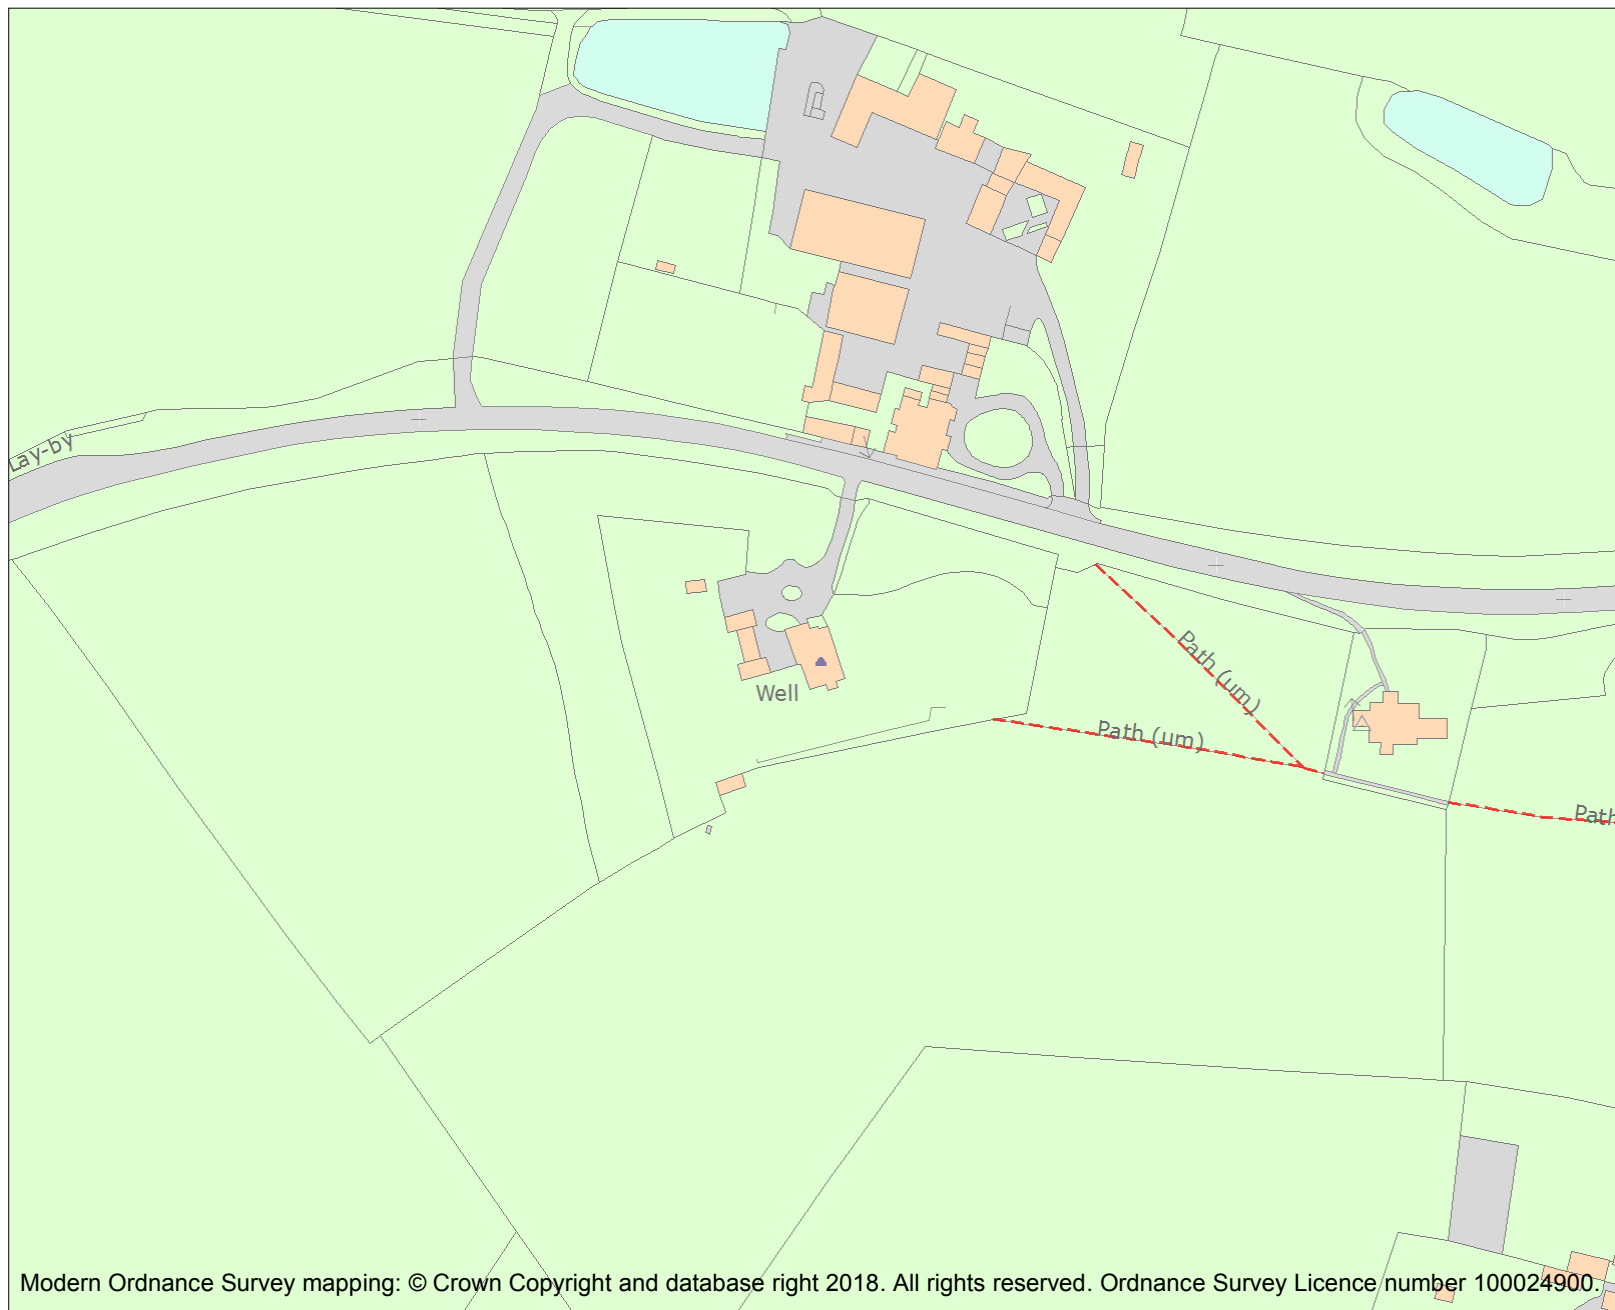 Lay-by
Path (um)
Well
Path (um)
Path
Modern Ordnance Survey mapping: © Crown Copyright and database right 2018. All rights reserved. Ordnance Survey Licence number 100024900.